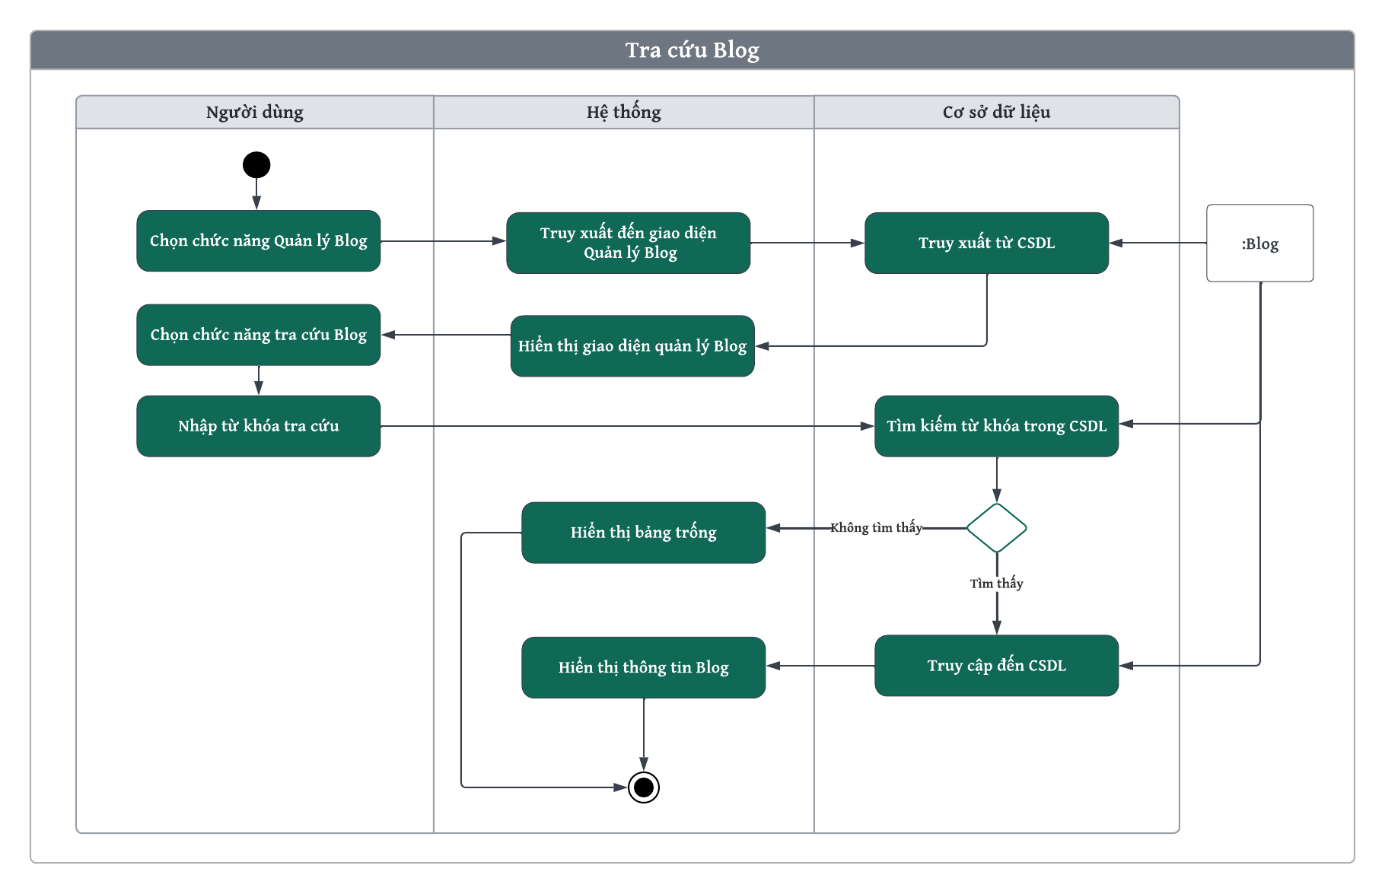 Tra cứu Blog
Người dùng
Hệ thống
Cơ sở dữ liệu
Chọn chức năng Quản lý Blog
Truy xuất đến giao diện
Quản lý Blog
Truy xuất từ CSDL
:Blog
Chọn chức năng tra cứu Blog
Hiển thị giao diện quản lý Blog
Nhập từ khóa tra cứu
Tìm kiếm từ khóa trong CSDL
Hiển thị bảng trống
Không tìm thấy
Tìm thấy
Hiển thị thông tin Blog
Truy cập đến CSDL